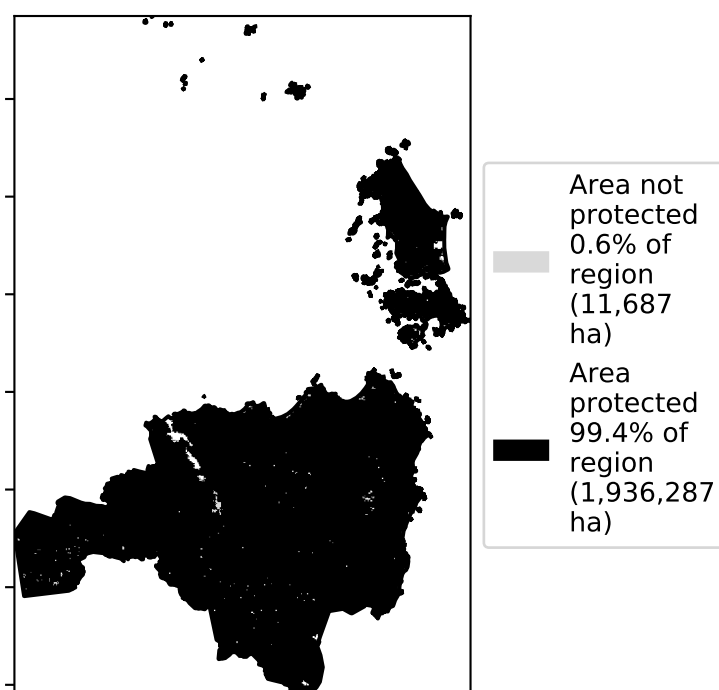 Area not
protected
0.6% of
region
(11,687
ha)
Area
protected
99.4% of
region
(1,936,287
ha)